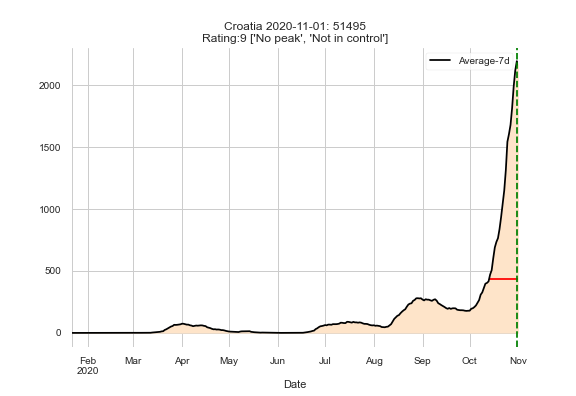 Croatia 2020-11-01: 51495
Rating:9 ['No peak', 'Not in control']
Average-7d
2000
1500
1000
500
0
Feb Mar Apr May Jun Jul Aug Sep Oct Nov
2020
Date